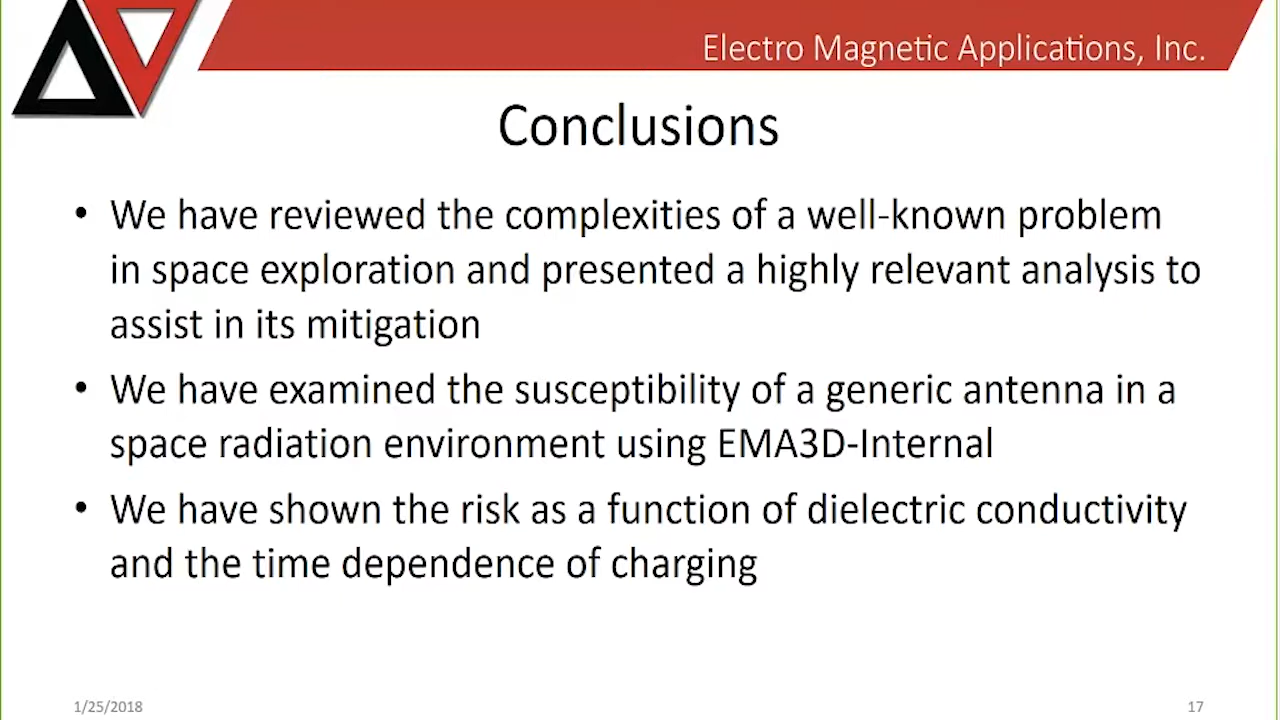 Electro Magnetic Applications, Inc.
Conclusions
• We have reviewed the complexities of a well-known problem
in space exploration and presented a highly relevant analysis to
assist in its mitigation
• We have examined the susceptibility of a generic antenna in a
space radiation environment using EMA3D-Internal
• We have shown the risk as a function of dielectric conductivity
and the time dependence of charging
1/25/2018
17